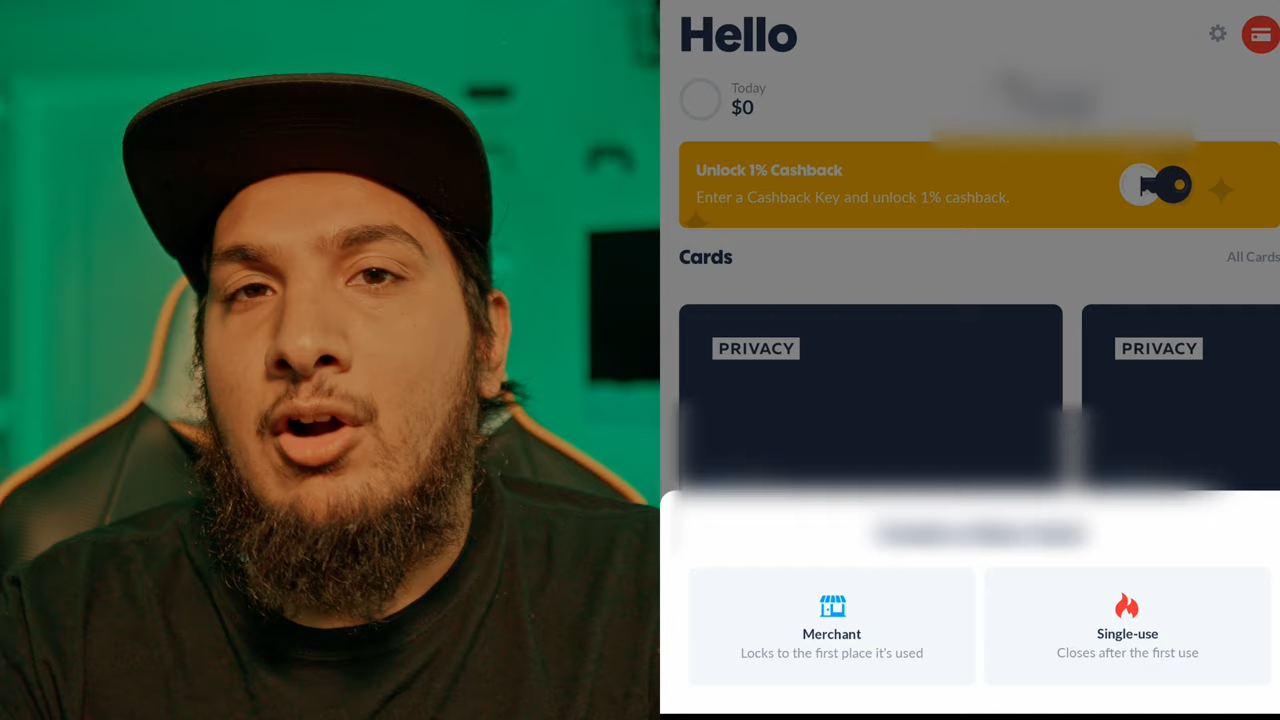 Hello
Today
$0
Unlock 1% Cashback
Enter a Cashback Key and unlock 1% cashback.
Cards
All Cards
PRIVACY
PRIVACY
Merchant
Locks to the first place it's used
Single-use
Closes after the first use